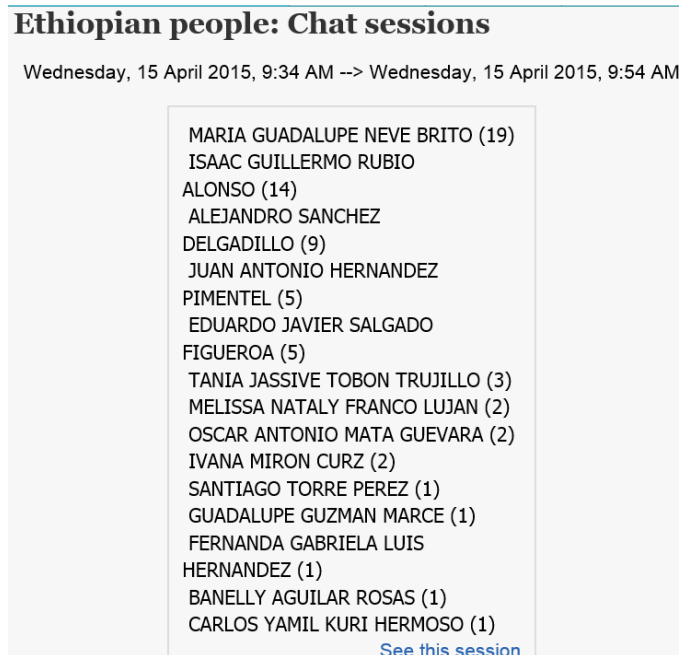 Ethiopian people: Chat sessions
Wednesday, 15 April 2015, 9:34 AM --> Wednesday, 15 April 2015, 9:54 AM
MARIA GUADALUPE NEVE BRITO (19)
ISAAC GUILLERMO RUBIO
ALONSO (14)
ALEJANDRO SANCHEZ
DELGADILLO (9)
JUAN ANTONIO HERNANDEZ
PIMENTEL (5)
EDUARDO JAVIER SALGADO
FIGUEROA (5)
TANIA JASSIVE TOBON TRUJILLO (3)
MELISSA NATALY FRANCO LUJAN (2)
OSCAR ANTONIO MATA GUEVARA (2)
IVANA MIRON CURZ (2)
SANTIAGO TORRE PEREZ (1)
GUADALUPE GUZMAN MARCE (1)
FERNANDA GABRIELA LUIS
HERNANDEZ (1)
BANELLY AGUILAR ROSAS (1)
CARLOS YAMIL KURI HERMOSO (1)
See this session